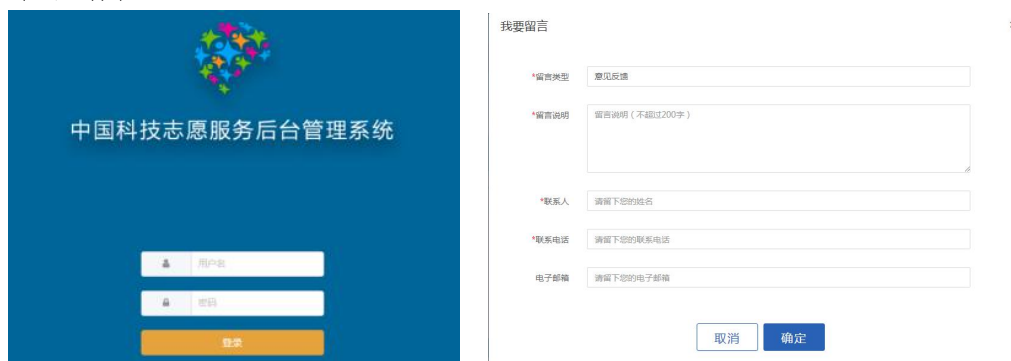 中国科技志愿服务后台管理系统
用户名
密码
登录
我要留言
*留言类型
意见反馈
*留言说明
留言说明（不超过200字）
*联系人
请留下您的姓名
*联系电话
请留下您的联系电话
电子邮箱
请留下您的电子邮箱
取消
确定